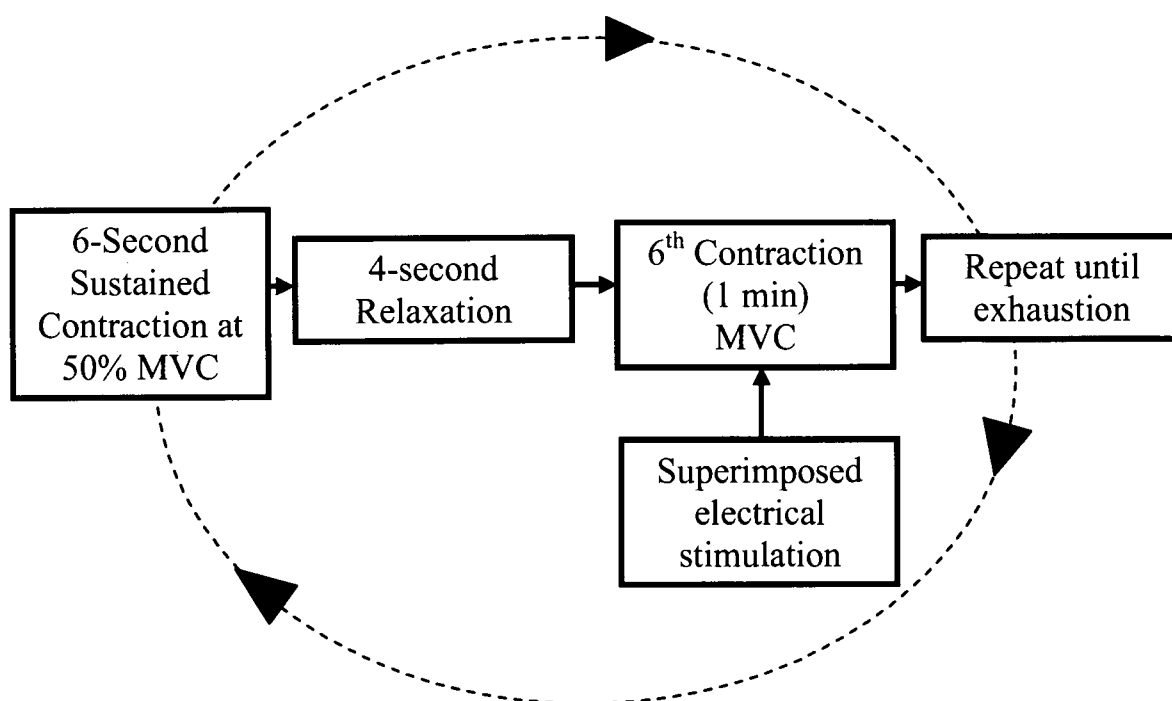 6-Second
Sustained
Contraction at
50% MVC
4-second
Relaxation
6th Contraction
(1 min)
MVC
Repeat until
exhaustion
Superimposed
electrical
stimulation